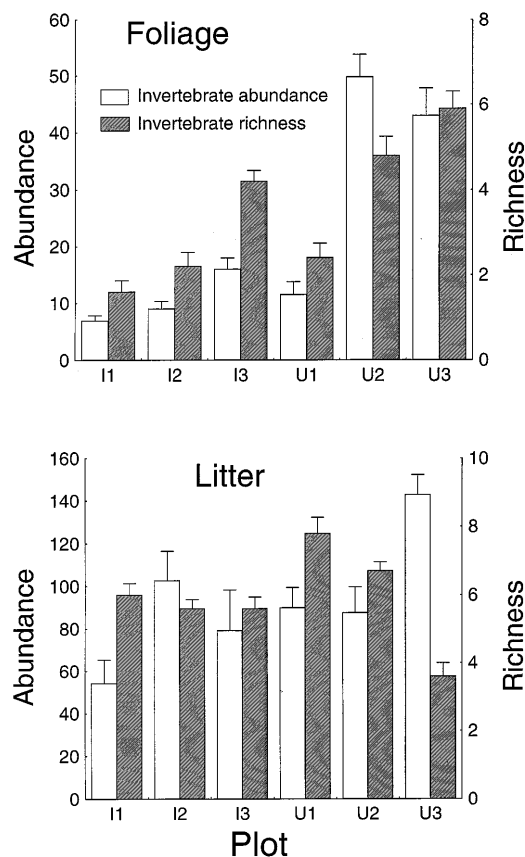 Foliage
Invertebrate abundance
Invertebrate richness
Abundance
Richness
60
50
40
30
20
10
0
8
6
4
2
0
I1 I2 I3 U1 U2 U3
Litter
Abundance
Richness
160
140
120
100
80
60
40
20
0
10
8
6
4
2
0
I1 I2 I3 U1 U2 U3
Plot